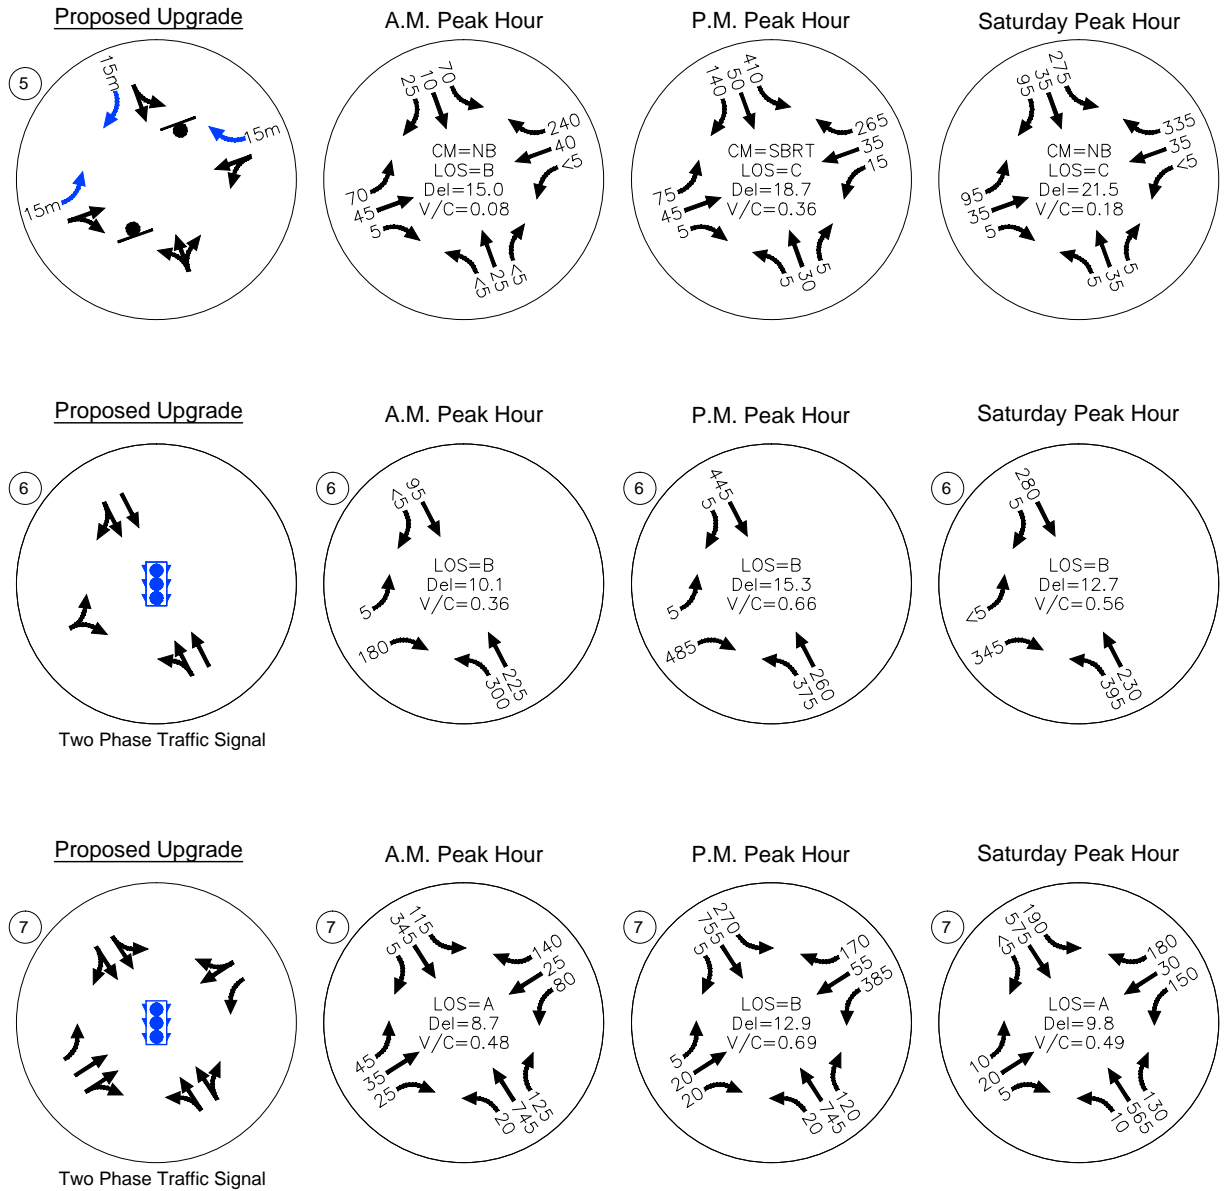 Proposed Upgrade
A.M. Peak Hour
P.M. Peak Hour
Saturday Peak Hour
5
15m
15m
15m
25
10
70
240
40
<5
CM=NB
LOS=B
Del=15.0
V/C=0.08
70
45
5
<5
25
<5
140
50
410
265
35
15
CM=SBRT
LOS=C
Del=18.7
V/C=0.36
75
45
5
5
30
5
95
35
275
335
35
<5
CM=NB
LOS=C
Del=21.5
V/C=0.18
95
35
5
5
35
5
Proposed Upgrade
A.M. Peak Hour
P.M. Peak Hour
Saturday Peak Hour
6
Two Phase Traffic Signal
6
<5
95
LOS=B
Del=10.1
V/C=0.36
5
180
300
225
6
5
445
LOS=B
Del=15.3
V/C=0.66
5
485
375
260
6
5
280
LOS=B
Del=12.7
V/C=0.56
<5
345
395
230
Proposed Upgrade
A.M. Peak Hour
P.M. Peak Hour
Saturday Peak Hour
7
Two Phase Traffic Signal
7
5
345
115
140
25
80
LOS=A
Del=8.7
V/C=0.48
45
35
25
20
745
125
7
5
755
270
170
55
385
LOS=B
Del=12.9
V/C=0.69
5
20
20
20
745
120
7
<5
575
190
180
30
150
LOS=A
Del=9.8
V/C=0.49
10
20
5
10
565
130